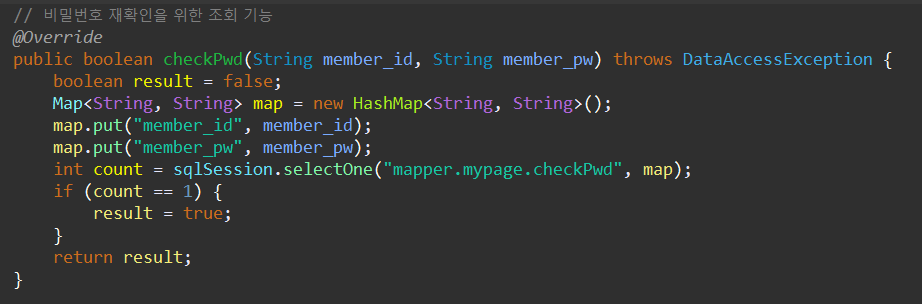 // 비밀번호 재확인을 위한 조회 기능
@Override
public boolean checkPwd(String member_id, String member_pw) throws DataAccessException {
    boolean result = false;
    Map<String, String> map = new HashMap<String, String>();
    map.put("member_id", member_id);
    map.put("member_pw", member_pw);
    int count = sqlSession.selectOne("mapper.mypage.checkPwd", map);
    if (count == 1) {
        result = true;
    }
    return result;
}